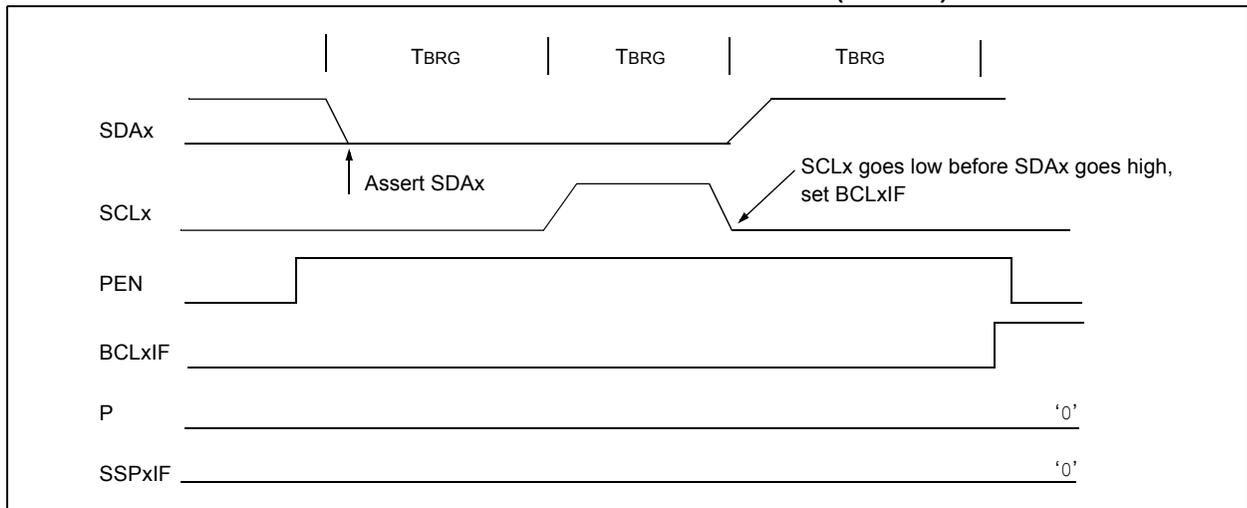 TBRG TBRG TBRG
SDAx
Assert SDAx
SCLx goes low before SDAx goes high,
set BCLxIF
SCLx
PEN
BCLxIF
P
‘0’
SSPxIF
‘0’